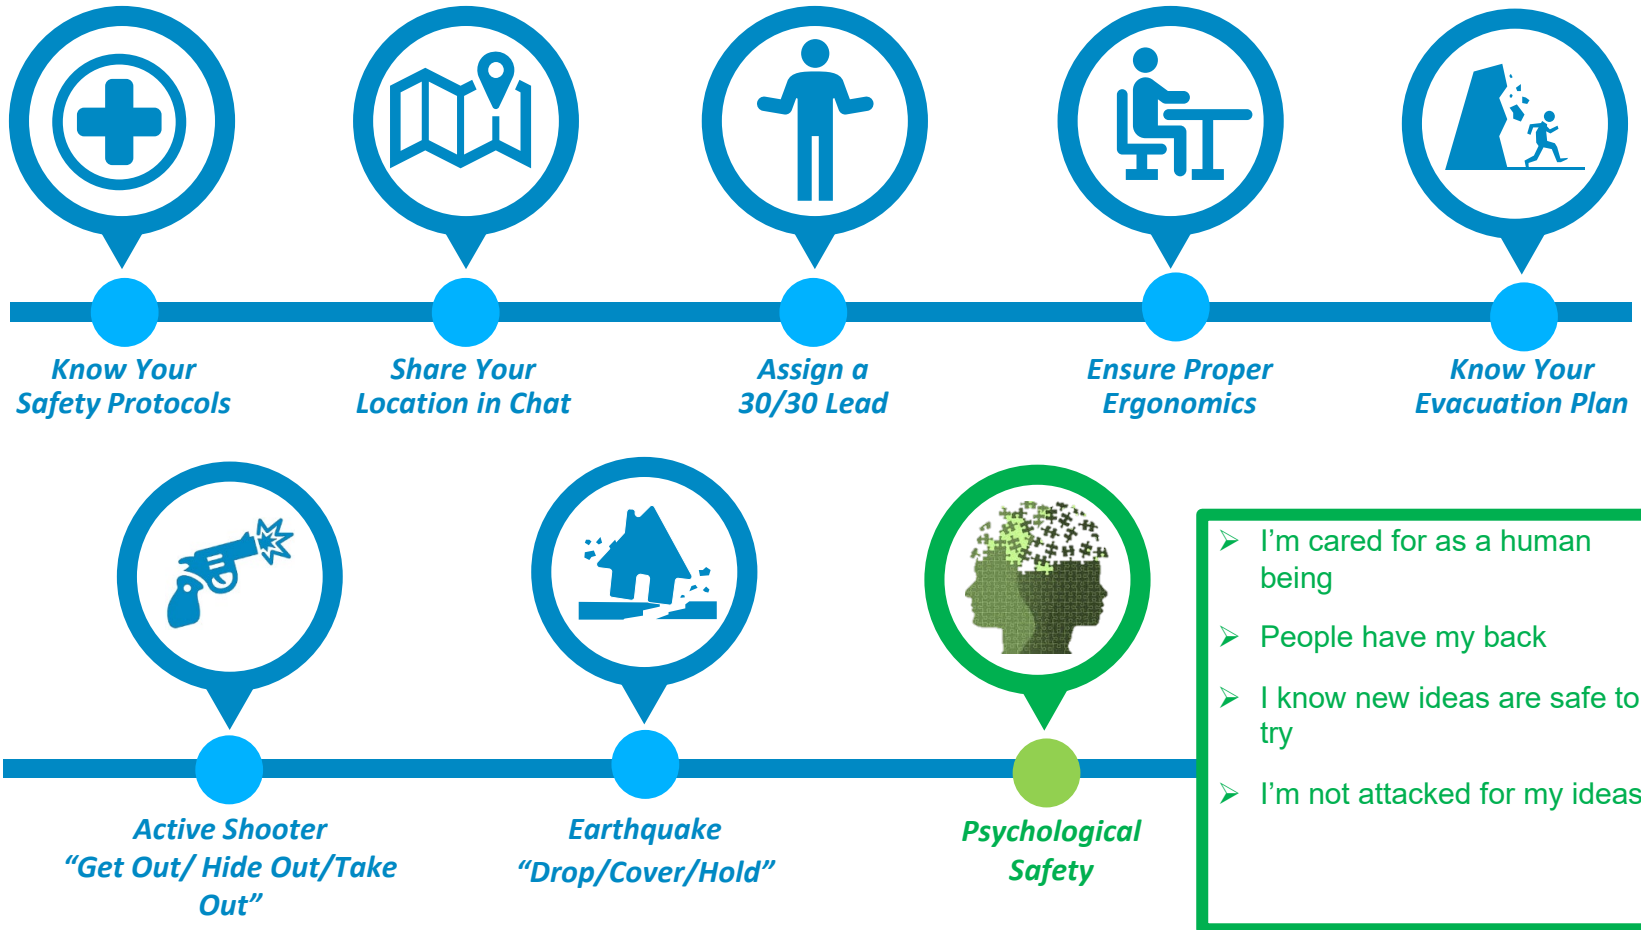 Know Your
Safety Protocols
Share Your
Location in Chat
Assign a
30/30 Lead
Ensure Proper
Ergonomics
Know Your
Evacuation Plan
Active Shooter
“Get Out/ Hide Out/Take
Out”
Earthquake
“Drop/Cover/Hold”
Psychological
Safety
➢ I’m cared for as a human
being
➢ People have my back
➢ I know new ideas are safe to
try
➢ I’m not attacked for my ideas